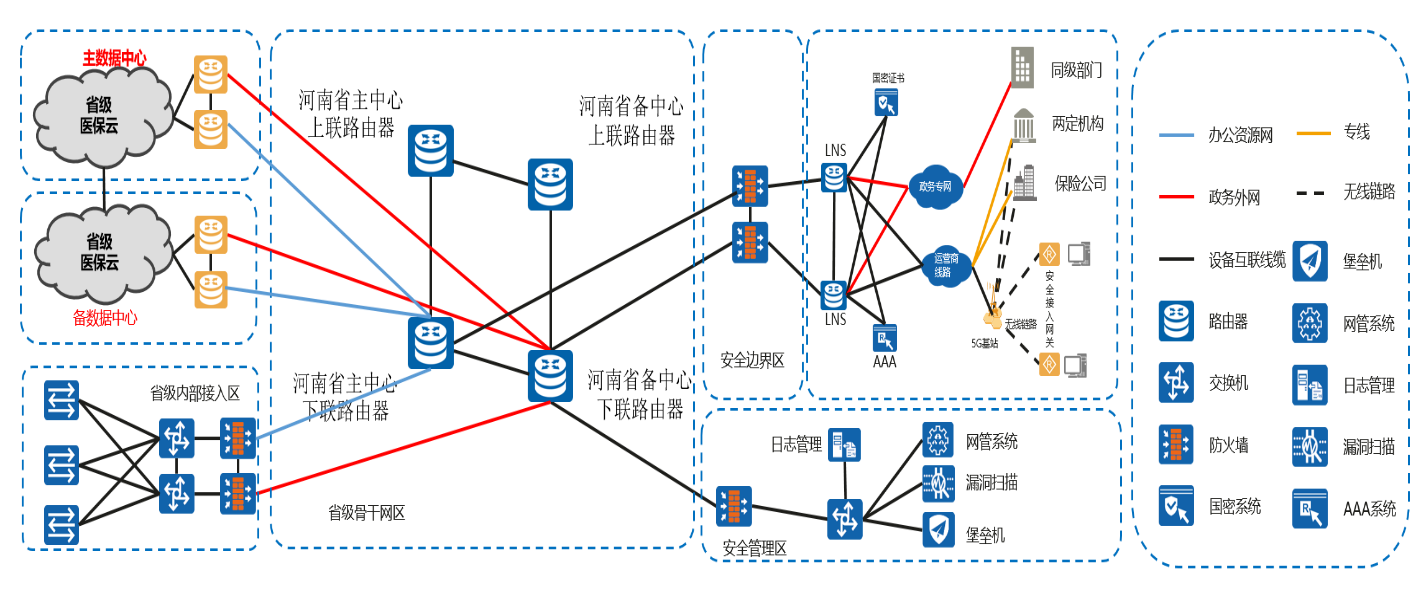 主数据中心
省级
医保云
省级
医保云
备数据中心
省级内部接入区
河南省主中心
上联路由器
河南省备中心
上联路由器
河南省主中心
下联路由器
河南省备中心
下联路由器
省级骨干网区
安全边界区
国密证书
LNS
LNS
AAA
政务专网
运营商
线路
同级部门
两定机构
保险公司
安全接入网关
无线链路
5G基站
日志管理
网管系统
漏洞扫描
堡垒机
安全管理区
办公资源网
专线
政务外网
无线链路
设备互联线缆
堡垒机
路由器
网管系统
交换机
日志管理
防火墙
漏洞扫描
国密系统
AAA系统